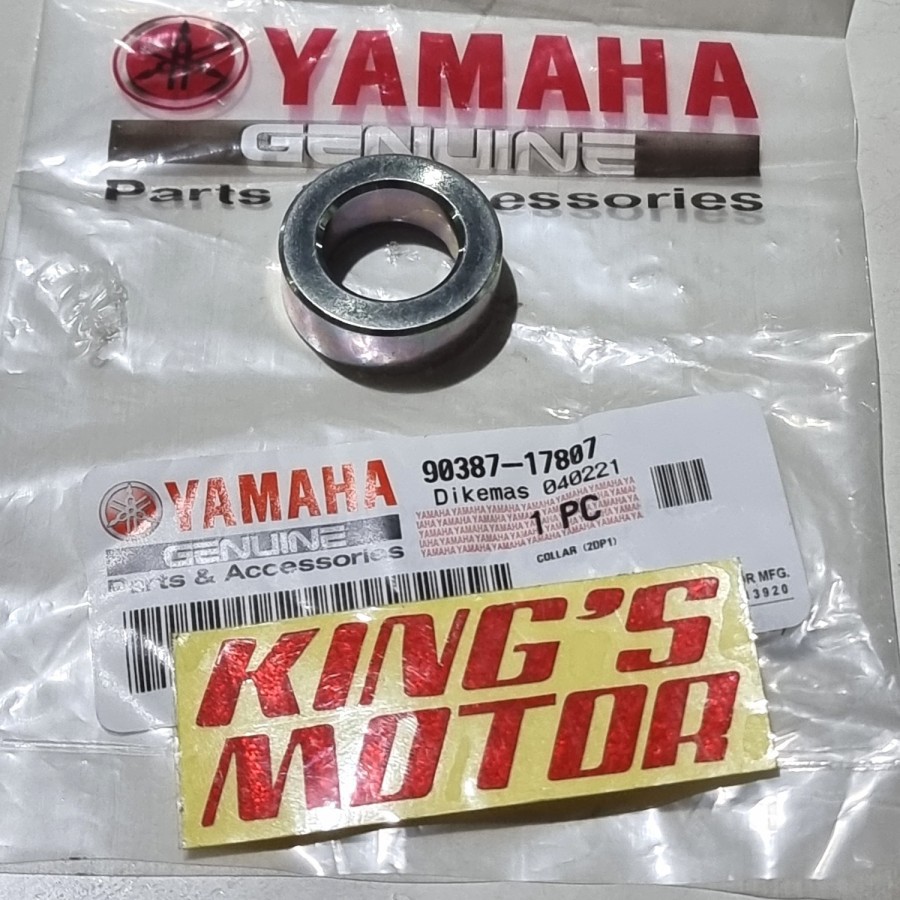 YAMAHA
GENUINE
Parts essories
YAMAHA
GENUINE
Parts & Accessories
90387-17807
Dikemas 040221
1 PC
COLLAR (2DP1)
OR MFG.
13920
KING'S
MOTOR